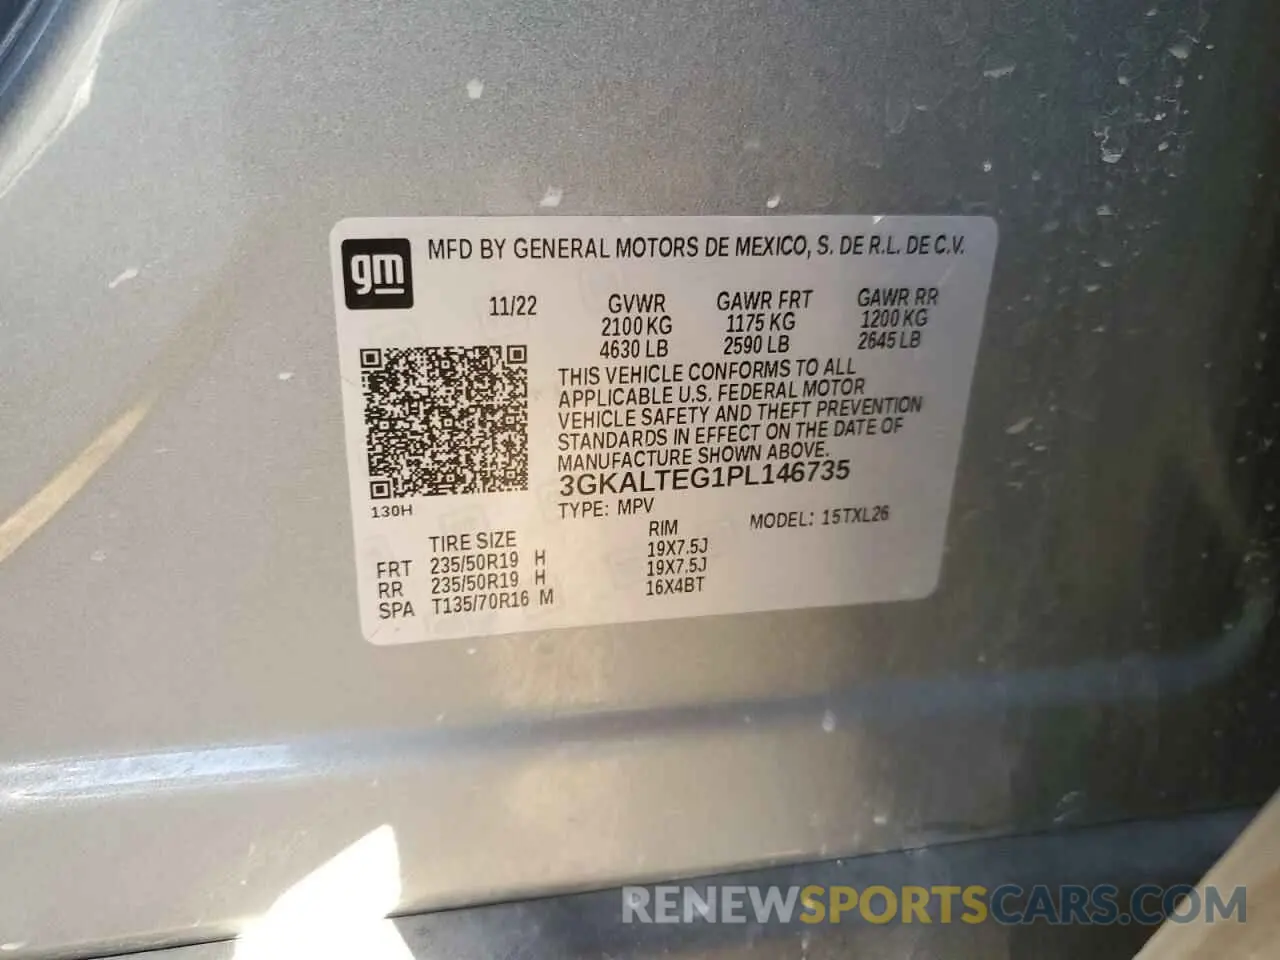 gm
MFD BY GENERAL MOTORS DE MEXICO, S. DE R.L. DE C.V.
11/22 GVWR GAWR FRT GAWR RR
2100 KG 1175 KG 1200 KG
4630 LB 2590 LB 2645 LB
THIS VEHICLE CONFORMS TO ALL
APPLICABLE U.S. FEDERAL MOTOR
VEHICLE SAFETY AND THEFT PREVENTION
STANDARDS IN EFFECT ON THE DATE OF
MANUFACTURE SHOWN ABOVE.
3GKALTEG1PL146735
130H
TYPE: MPV MODEL: 15TXL26
TIRE SIZE RIM
FRT 235/50R19 H 19X7.5J
RR 235/50R19 H 19X7.5J
SPA T135/70R16 M 16X4BT
RENEWSPORTSCARS.COM